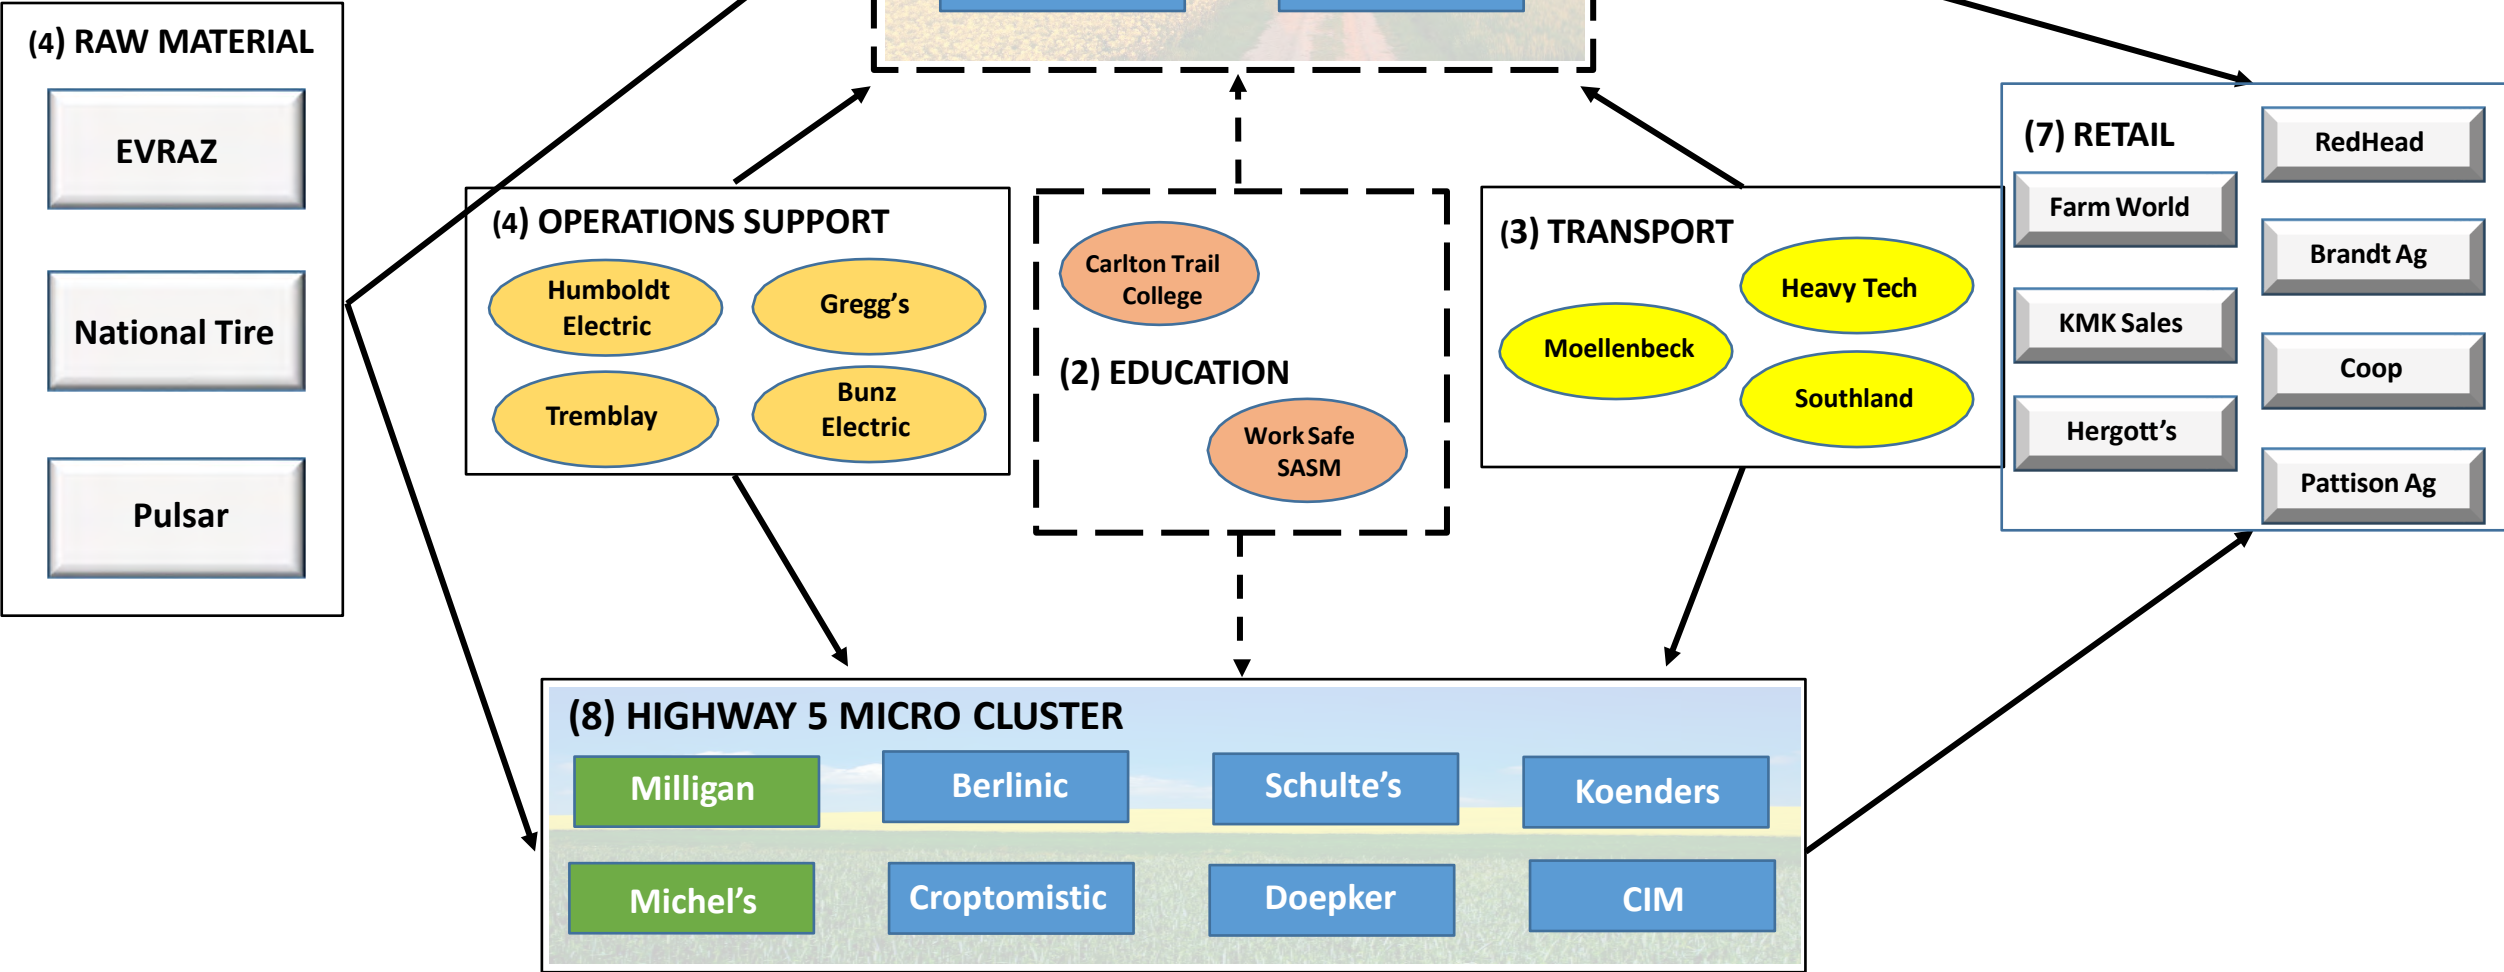 (4) RAW MATERIAL
EVRAZ
National Tire
Pulsar
(4) OPERATIONS SUPPORT
Humboldt
Electric
Gregg’s
Tremblay
Bunz
Electric
Carlton Trail
College
(2) EDUCATION
Work Safe
SASM
(3) TRANSPORT
Heavy Tech
Moellenbeck
Southland
(7) RETAIL
RedHead
Farm World
Brandt Ag
KMK Sales
Coop
Hergott’s
Pattison Ag
(8) HIGHWAY 5 MICRO CLUSTER
Milligan
Berlinic
Schulte’s
Koenders
Michel’s
Croptomistic
Doepker
CIM